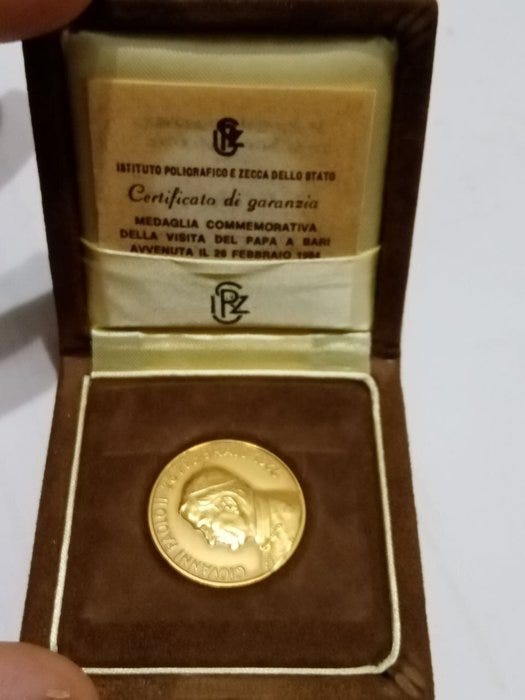 IPZS
ISTITUTO POLIGRAFICO E ZECCA DELLO STATO
Certificato di garanzia
MEDAGLIA COMMEMORATIVA
DELLA VISITA DEL PAPA A BARI
AVVENUTA IL 26 FEBBRAIO 1984
IPZS
GIOVANNI PAOLO II